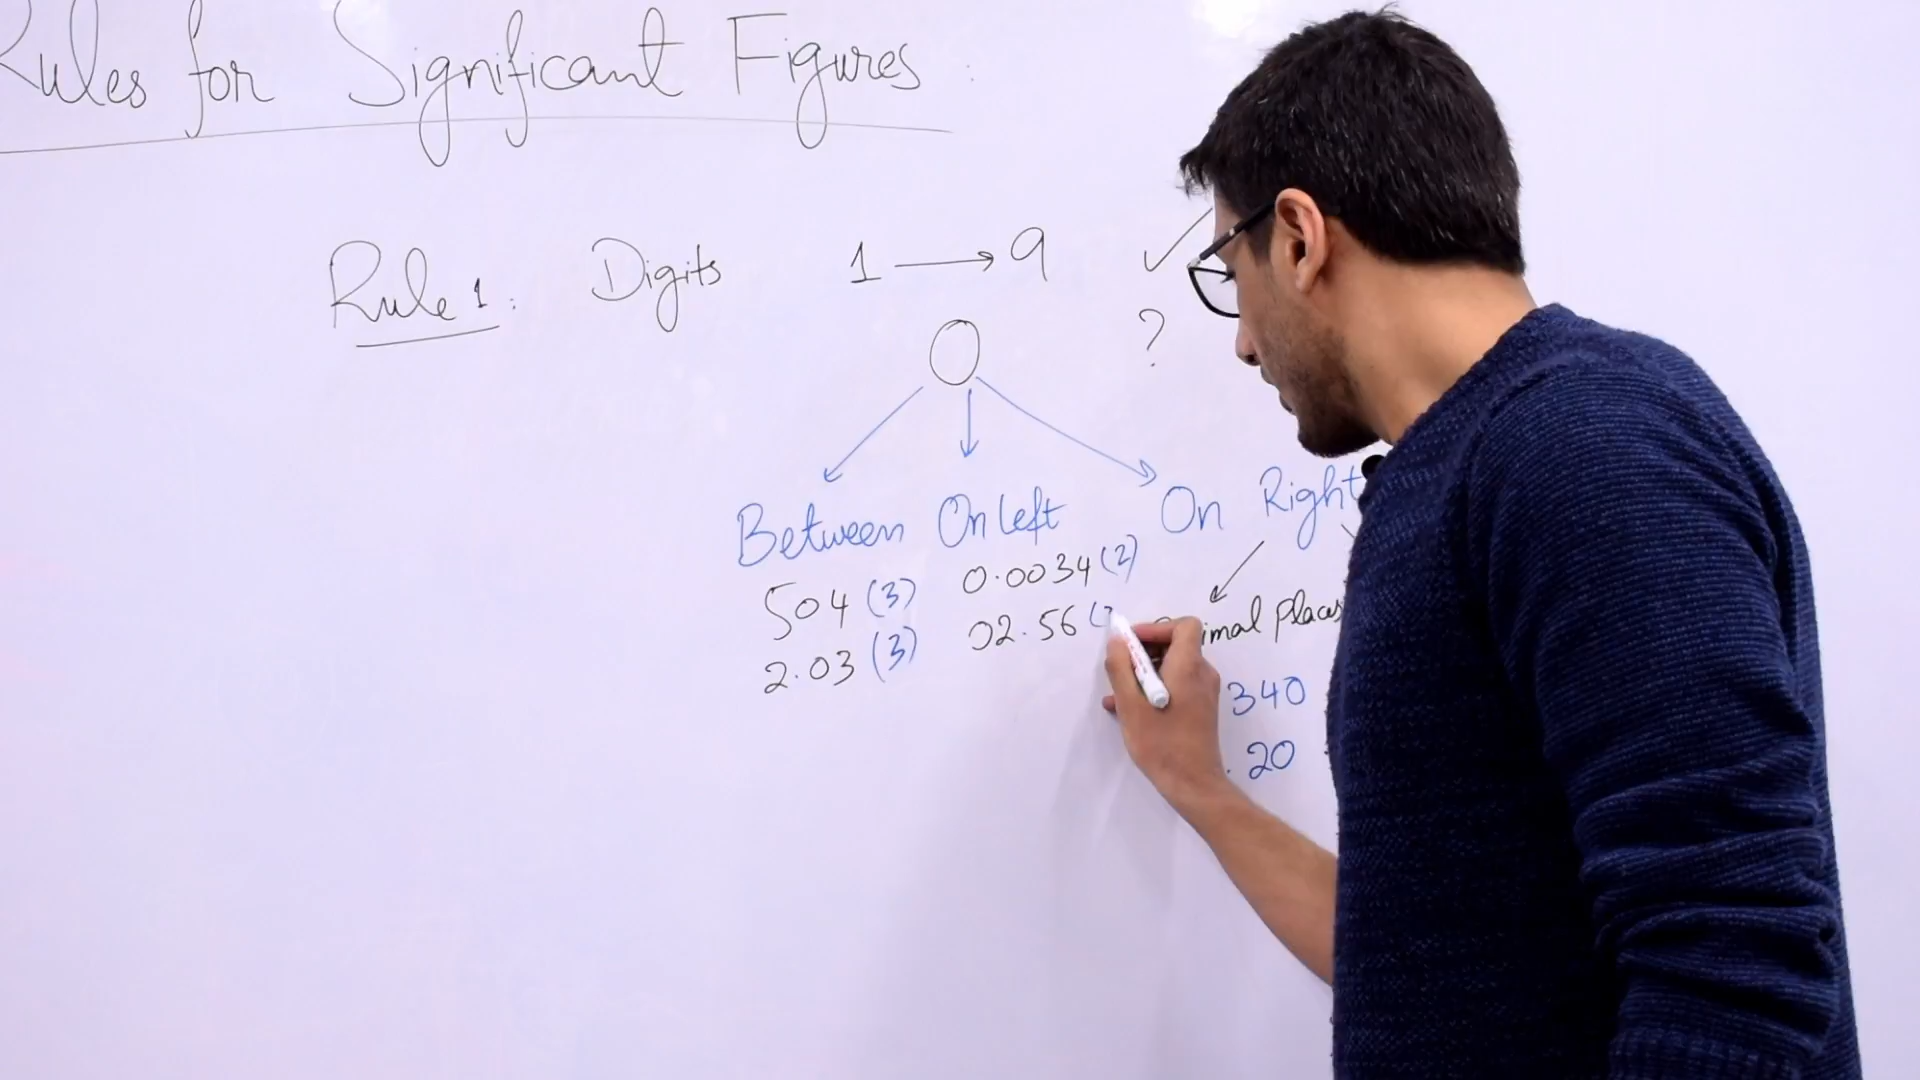 Rules for Significant Figures :
Rule 1: Digits 1 → 9 ✓
0 ?
Between On left On Right
504 (3) 0.0034 (2)
2.03 (3) 02.56 ( Places
340
. 20